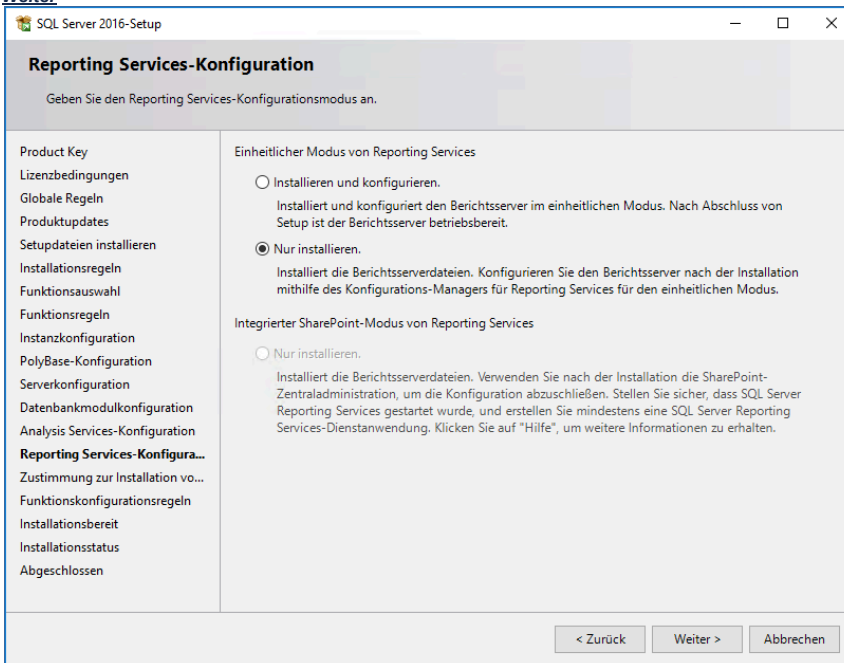 Weiter
SQL Server 2016-Setup
Reporting Services-Konfiguration
Geben Sie den Reporting Services-Konfigurationsmodus an.
Product Key
Lizenzbedingungen
Globale Regeln
Produktupdates
Setupdateien installieren
Installationsregeln
Funktionsauswahl
Funktionsregeln
Instanzkonfiguration
PolyBase-Konfiguration
Serverkonfiguration
Datenbankmodulkonfiguration
Analysis Services-Konfiguration
Reporting Services-Konfigura...
Zustimmung zur Installation vo...
Funktionskonfigurationsregeln
Installationsbereit
Installationsstatus
Abgeschlossen
Einheitlicher Modus von Reporting Services
Installieren und konfigurieren.
Installiert und konfiguriert den Berichtsserver im einheitlichen Modus. Nach Abschluss von
Setup ist der Berichtsserver betriebsbereit.
Nur installieren.
Installiert die Berichtsserverdateien. Konfigurieren Sie den Berichtsserver nach der Installation
mithilfe des Konfigurations-Managers für Reporting Services für den einheitlichen Modus.
Integrierter SharePoint-Modus von Reporting Services
Nur installieren.
Installiert die Berichtsserverdateien. Verwenden Sie nach der Installation die SharePoint-
Zentraladministration, um die Konfiguration abzuschließen. Stellen Sie sicher, dass SQL Server
Reporting Services gestartet wurde, und erstellen Sie mindestens eine SQL Server Reporting
Services-Dienstanwendung. Klicken Sie auf "Hilfe", um weitere Informationen zu erhalten.
< Zurück
Weiter >
Abbrechen